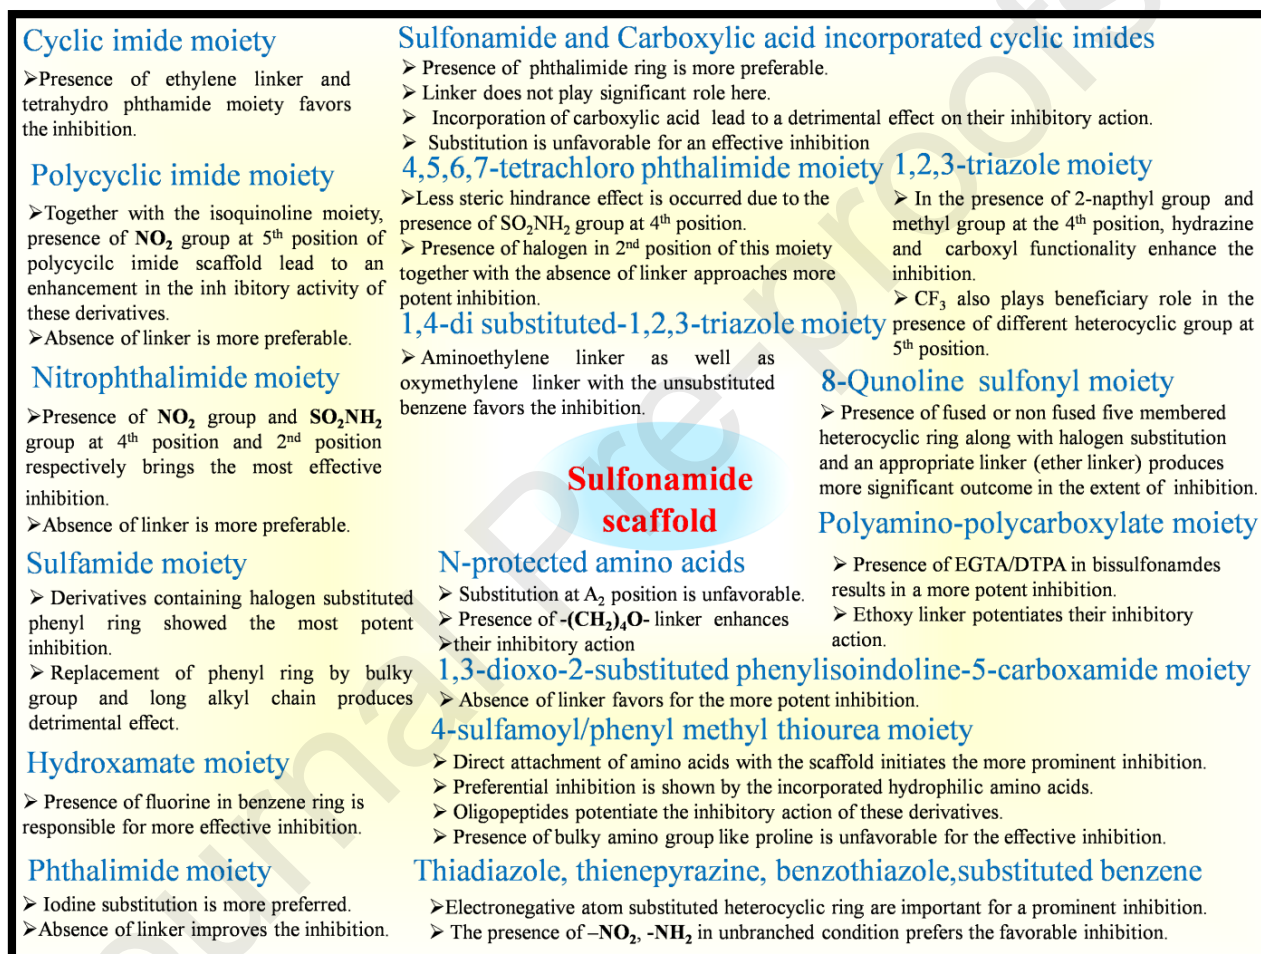 Cyclic imide moiety
➢Presence of ethylene linker and
tetrahydro phthamide moiety favors
the inhibition.
Polycyclic imide moiety
➢Together with the isoquinoline moiety,
presence of NO₂ group at 5th position of
polycycilc imide scaffold lead to an
enhancement in the inh ibitory activity of
these derivatives.
➢Absence of linker is more preferable.
Nitrophthalimide moiety
➢Presence of NO₂ group and SO₂NH₂
group at 4th position and 2nd position
respectively brings the most effective
inhibition.
➢Absence of linker is more preferable.
Sulfamide moiety
➢ Derivatives containing halogen substituted
phenyl ring showed the most potent
inhibition.
➢ Replacement of phenyl ring by bulky
group and long alkyl chain produces
detrimental effect.
Hydroxamate moiety
➢ Presence of fluorine in benzene ring is
responsible for more effective inhibition.
Phthalimide moiety
➢ Iodine substitution is more preferred.
➢Absence of linker improves the inhibition.
Sulfonamide and Carboxylic acid incorporated cyclic imides
➢ Presence of phthalimide ring is more preferable.
➢ Linker does not play significant role here.
➢ Incorporation of carboxylic acid lead to a detrimental effect on their inhibitory action.
➢ Substitution is unfavorable for an effective inhibition
4,5,6,7-tetrachloro phthalimide moiety
➢Less steric hindrance effect is occurred due to the
presence of SO₂NH₂ group at 4th position.
➢ Presence of halogen in 2nd position of this moiety
together with the absence of linker approaches more
potent inhibition.
1,4-di substituted-1,2,3-triazole moiety
➢ Aminoethylene linker as well as
oxymethylene linker with the unsubstituted
benzene favors the inhibition.
1,2,3-triazole moiety
➢ In the presence of 2-napthyl group and
methyl group at the 4th position, hydrazine
and carboxyl functionality enhance the
inhibition.
➢ CF₃ also plays beneficiary role in the
presence of different heterocyclic group at
5th position.
8-Qunoline sulfonyl moiety
➢ Presence of fused or non fused five membered
heterocyclic ring along with halogen substitution
and an appropriate linker (ether linker) produces
more significant outcome in the extent of inhibition.
Sulfonamide
scaffold
Polyamino-polycarboxylate moiety
➢ Presence of EGTA/DTPA in bissulfonamdes
results in a more potent inhibition.
➢ Ethoxy linker potentiates their inhibitory
action.
N-protected amino acids
➢ Substitution at A₂ position is unfavorable.
➢ Presence of -(CH₂)₄O- linker enhances
➢their inhibitory action
1,3-dioxo-2-substituted phenylisoindoline-5-carboxamide moiety
➢ Absence of linker favors for the more potent inhibition.
4-sulfamoyl/phenyl methyl thiourea moiety
➢ Direct attachment of amino acids with the scaffold initiates the more prominent inhibition.
➢ Preferential inhibition is shown by the incorporated hydrophilic amino acids.
➢ Oligopeptides potentiate the inhibitory action of these derivatives.
➢ Presence of bulky amino group like proline is unfavorable for the effective inhibition.
Thiadiazole, thienepyrazine, benzothiazole,substituted benzene
➢Electronegative atom substituted heterocyclic ring are important for a prominent inhibition.
➢ The presence of –NO₂, -NH₂ in unbranched condition prefers the favorable inhibition.
Journal Pre-proofs